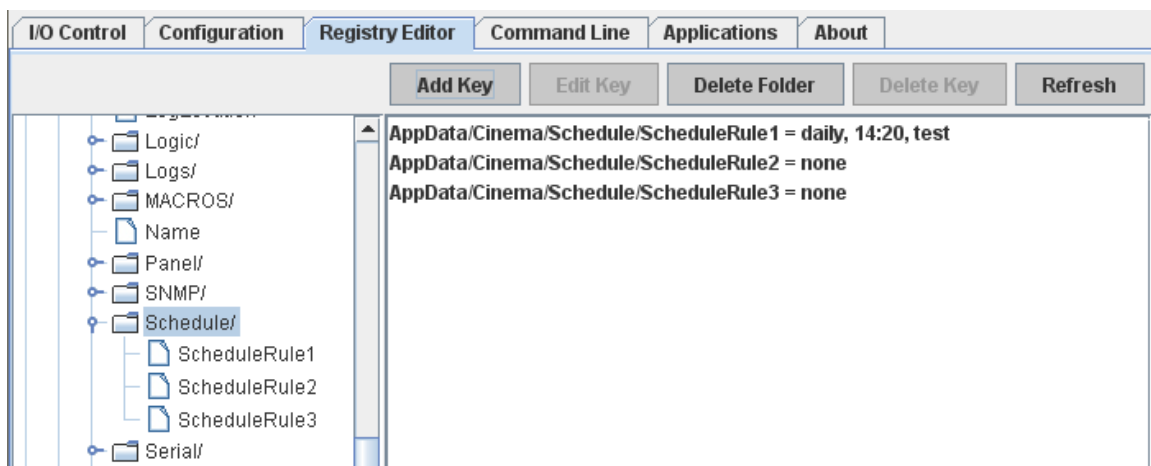 I/O Control Configuration Registry Editor Command Line Applications About
Add Key Edit Key Delete Folder Delete Key Refresh
Logic/
Logs/
MACROS/
Name
Panel/
SNMP/
Schedule/
ScheduleRule1
ScheduleRule2
ScheduleRule3
Serial/
AppData/Cinema/Schedule/ScheduleRule1 = daily, 14:20, test
AppData/Cinema/Schedule/ScheduleRule2 = none
AppData/Cinema/Schedule/ScheduleRule3 = none